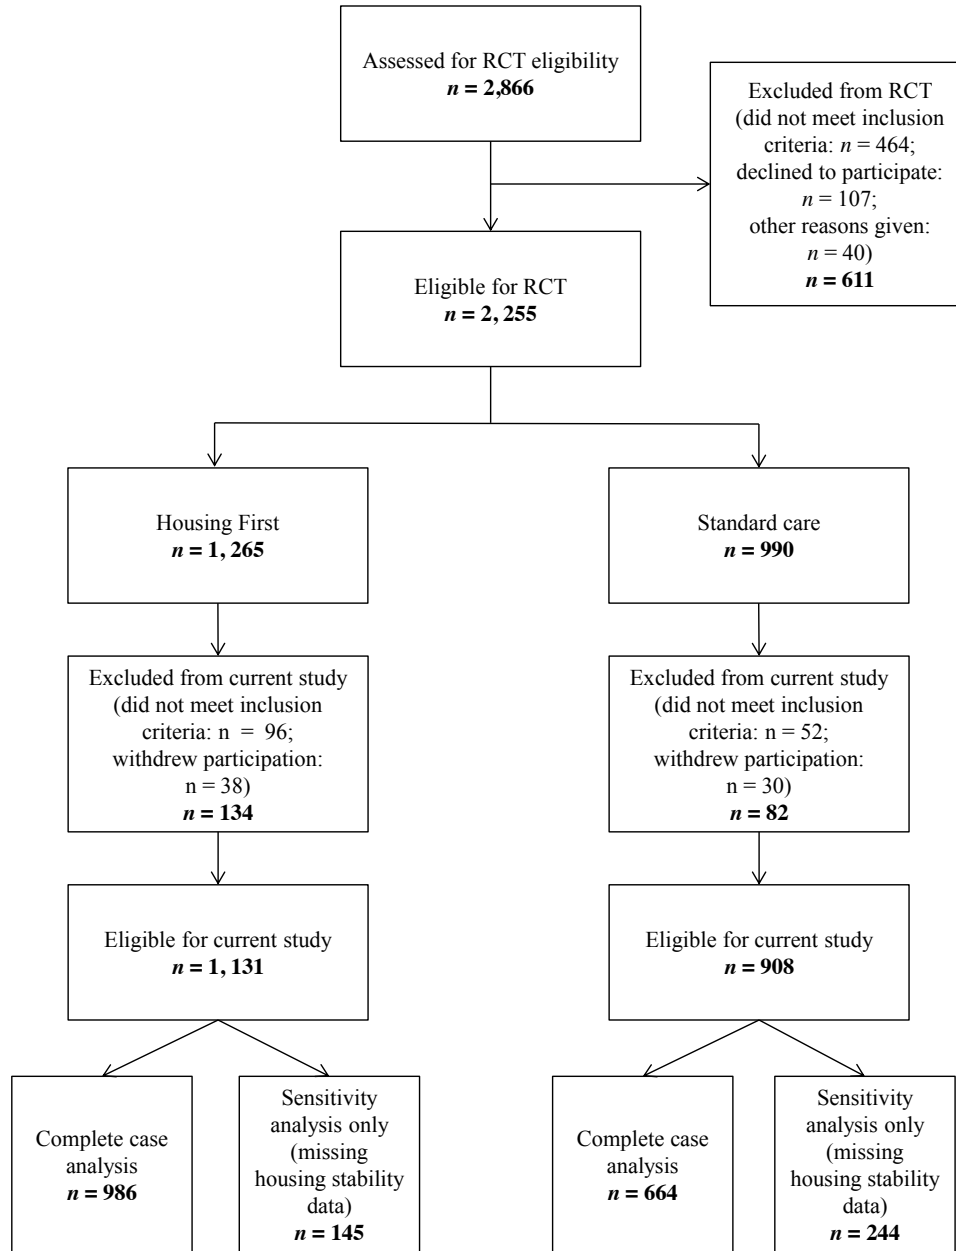 Assessed for RCT eligibility
n = 2,866
Excluded from RCT
(did not meet inclusion
criteria: n = 464;
declined to participate:
n = 107;
other reasons given:
n = 40)
n = 611
Eligible for RCT
n = 2, 255
Housing First
n = 1, 265
Standard care
n = 990
Excluded from current study
(did not meet inclusion
criteria: n = 96;
withdrew participation:
n = 38)
n = 134
Excluded from current study
(did not meet inclusion
criteria: n = 52;
withdrew participation:
n = 30)
n = 82
Eligible for current study
n = 1, 131
Eligible for current study
n = 908
Complete case
analysis
n = 986
Sensitivity
analysis only
(missing
housing stability
data)
n = 145
Complete case
analysis
n = 664
Sensitivity
analysis only
(missing
housing stability
data)
n = 244